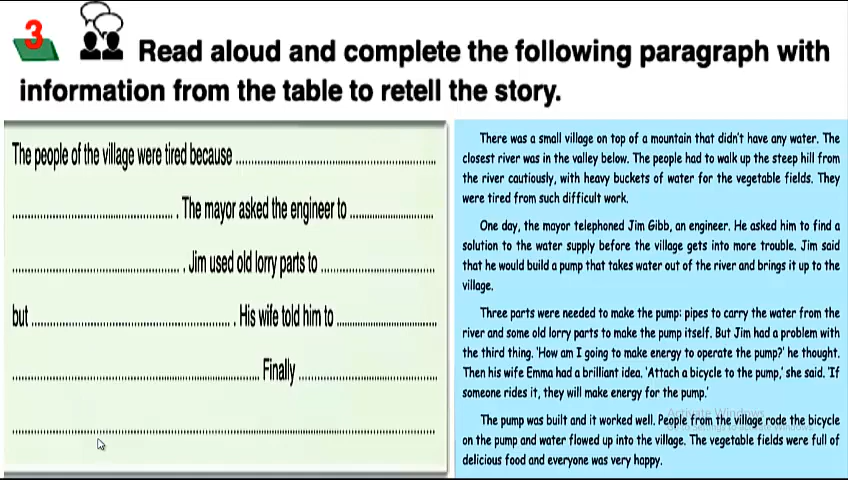 3
Read aloud and complete the following paragraph with
information from the table to retell the story.
The people of the village were tired because ..................................................
.................................................. . The mayor asked the engineer to ..................................................
.................................................. . Jim used old lorry parts to ..................................................
but .................................................. . His wife told him to ..................................................
.................................................. Finally ..................................................
..................................................
There was a small village on top of a mountain that didn't have any water. The
closest river was in the valley below. The people had to walk up the steep hill from
the river cautiously, with heavy buckets of water for the vegetable fields. They
were tired from such difficult work.
One day, the mayor telephoned Jim Gibb, an engineer. He asked him to find a
solution to the water supply before the village gets into more trouble. Jim said
that he would build a pump that takes water out of the river and brings it up to the
village.
Three parts were needed to make the pump: pipes to carry the water from the
river and some old lorry parts to make the pump itself. But Jim had a problem with
the third thing. 'How am I going to make energy to operate the pump?' he thought.
Then his wife Emma had a brilliant idea. 'Attach a bicycle to the pump,' she said. 'If
someone rides it, they will make energy for the pump.'
Activate Windows
The pump was built and it worked well. People from the village rode the bicycle
on the pump and water flowed up into the village. The vegetable fields were full of
delicious food and everyone was very happy.